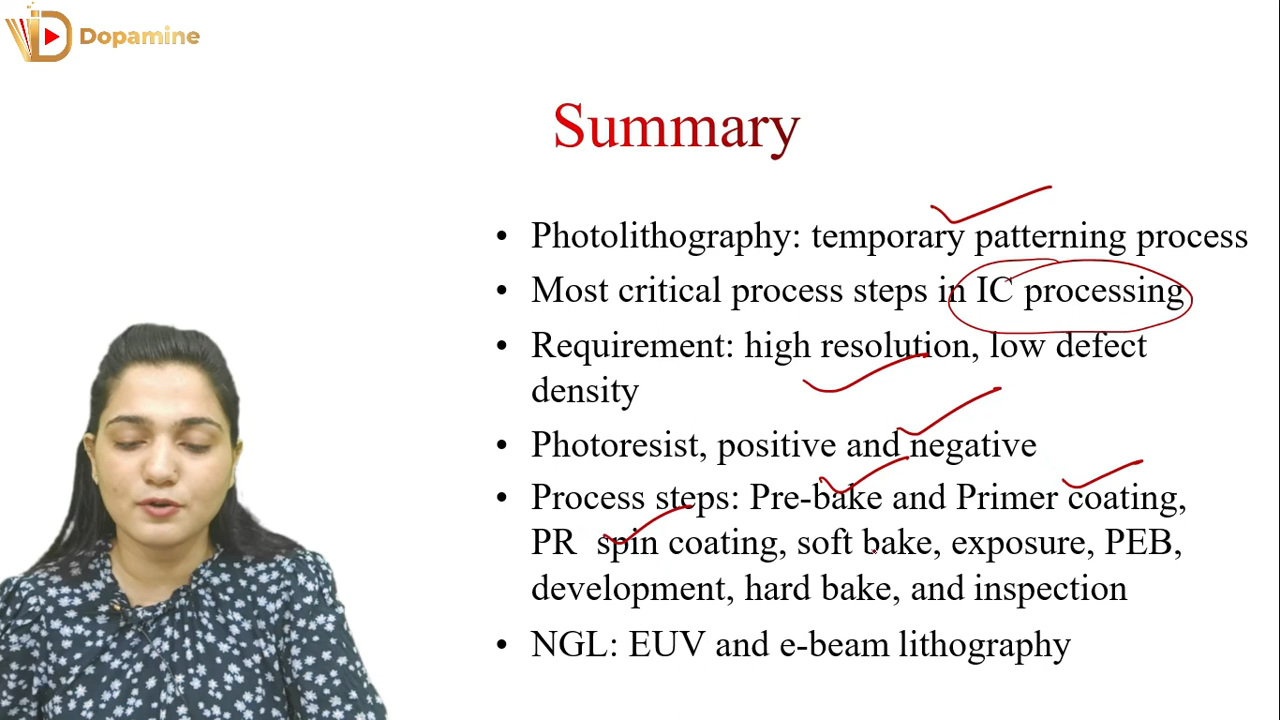 Dopamine
Summary
• Photolithography: temporary patterning process
• Most critical process steps in IC processing
• Requirement: high resolution, low defect
density
• Photoresist, positive and negative
• Process steps: Pre-bake and Primer coating,
PR spin coating, soft bake, exposure, PEB,
development, hard bake, and inspection
• NGL: EUV and e-beam lithography